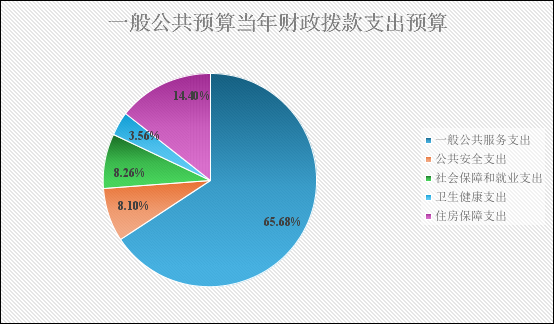 一般公共预算当年财政拨款支出预算
14.40%
3.56%
8.26%
8.10%
65.68%
一般公共服务支出
公共安全支出
社会保障和就业支出
卫生健康支出
住房保障支出